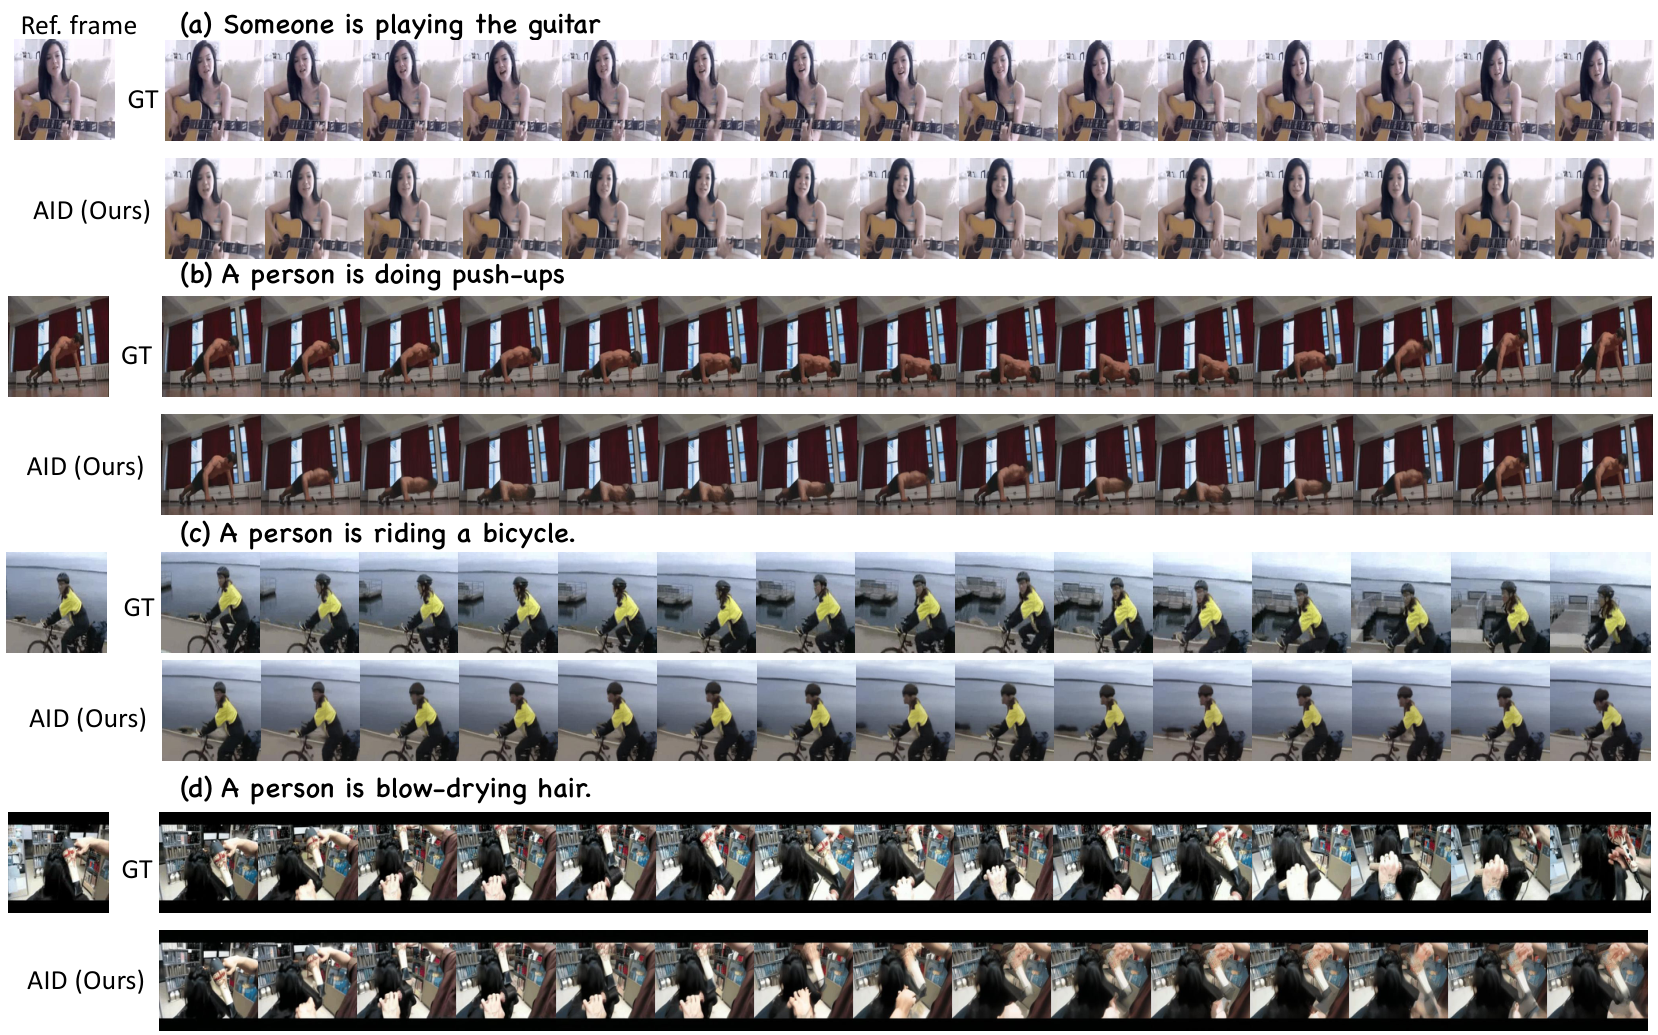 Ref. frame
(a) Someone is playing the guitar
GT
AID (Ours)
(b) A person is doing push-ups
GT
AID (Ours)
(c) A person is riding a bicycle.
GT
AID (Ours)
(d) A person is blow-drying hair.
GT
AID (Ours)